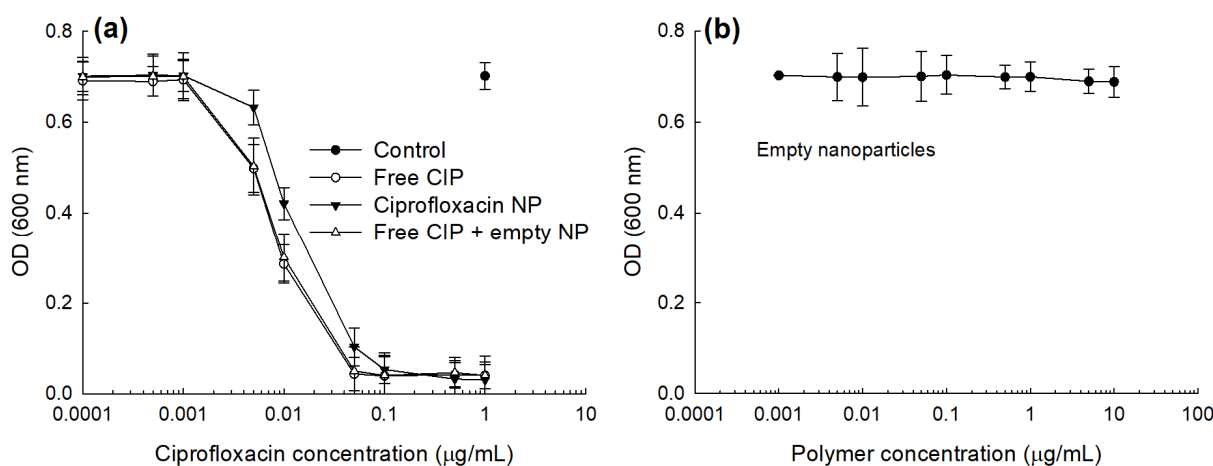 (a)
OD (600 nm)
0.8
0.6
0.4
0.2
0.0
0.0001
0.001
0.01
0.1
1
10
Ciprofloxacin concentration (μg/mL)
Control
Free CIP
Ciprofloxacin NP
Free CIP + empty NP
(b)
OD (600 nm)
0.8
0.6
0.4
0.2
0.0
Empty nanoparticles
0.0001
0.001
0.01
0.1
1
10
100
Polymer concentration (μg/mL)